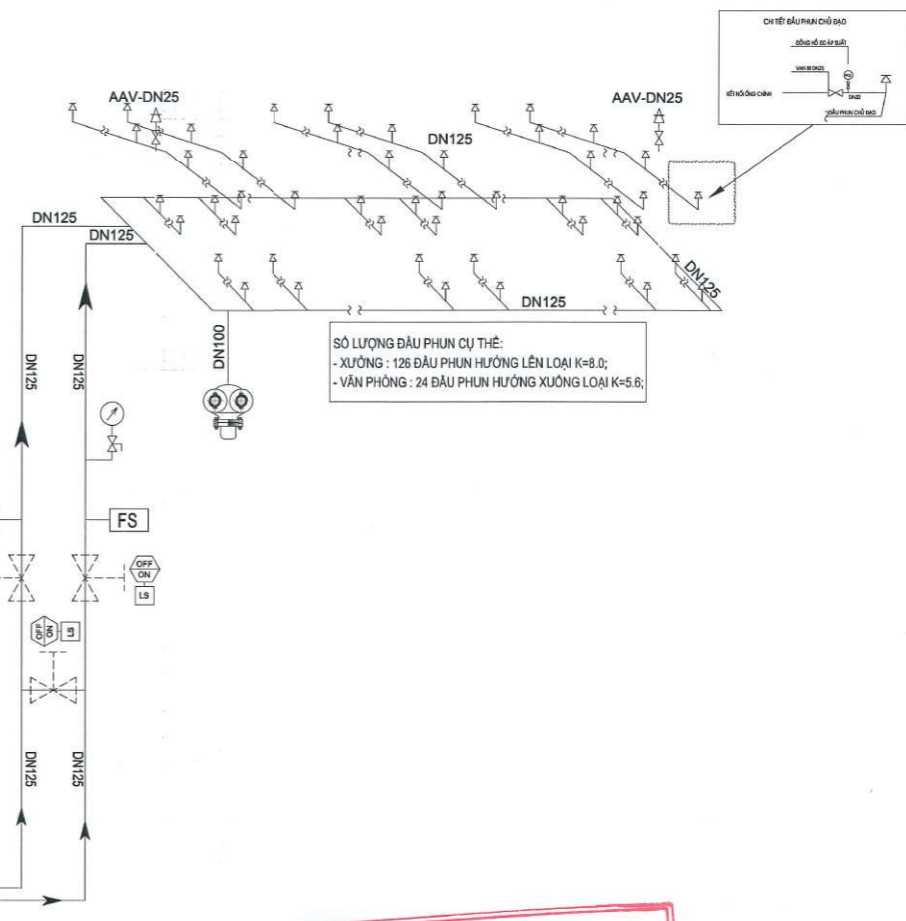 CHI TIẾT ĐẦU PHUN CHỦ ĐẠO
ĐỒNG HỒ ĐO ÁP SUẤT
VAN BI DN25
KẾT NỐI ỐNG CHÍNH
DN25
ĐẦU PHUN CHỦ ĐẠO
AAV-DN25
AAV-DN25
DN125
DN125
DN125
DN125
DN125
DN100
SỐ LƯỢNG ĐẦU PHUN CỤ THỂ:
- XƯỞNG : 126 ĐẦU PHUN HƯỚNG LÊN LOẠI K=8.0;
- VĂN PHÒNG : 24 ĐẦU PHUN HƯỚNG XUỐNG LOẠI K=5.6;
DN125
DN125
FS
OFF
ON
LS
OFF
ON
LS
DN125
DN125